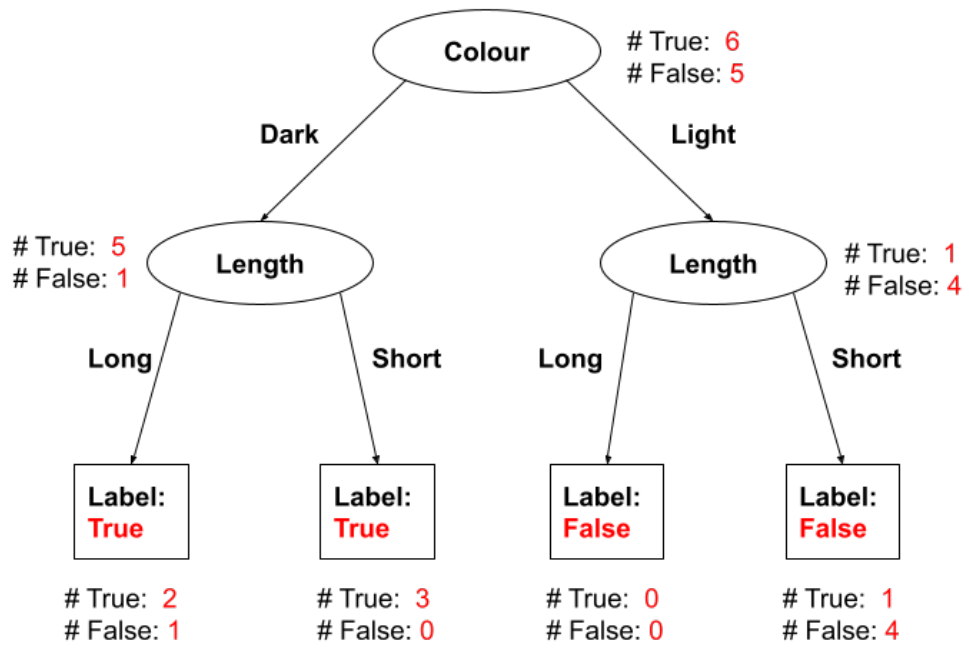 Colour
# True: 6
# False: 5
Dark
Light
# True: 5
# False: 1
Length
Length
# True: 1
# False: 4
Long
Short
Long
Short
Label:
True
Label:
True
Label:
False
Label:
False
# True: 2
# False: 1
# True: 3
# False: 0
# True: 0
# False: 0
# True: 1
# False: 4